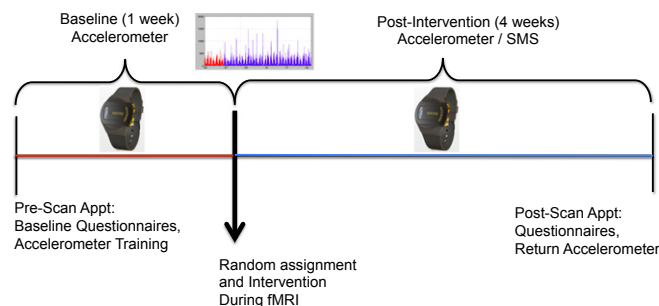 Baseline (1 week)
Accelerometer
Post-Intervention (4 weeks)
Accelerometer / SMS
Pre-Scan Appt:
Baseline Questionnaires,
Accelerometer Training
Random assignment
and Intervention
During fMRI
Post-Scan Appt:
Questionnaires,
Return Accelerometer